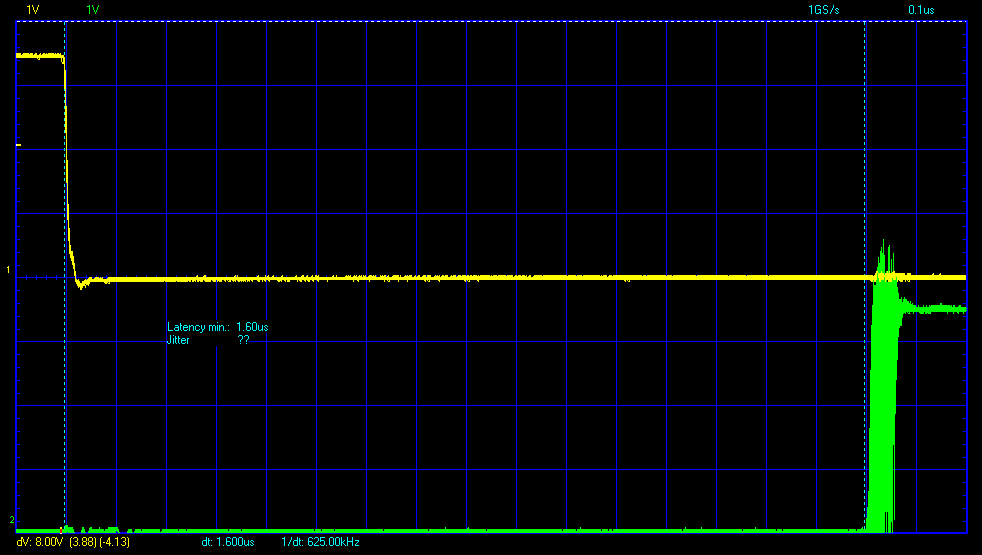 1V 1V 1GS/s 0.1us
1
Latency min.: 1.60us
Jitter ??
2
dV: 8.00V (3.88) (-4.13) dt: 1.600us 1/dt: 625.00kHz